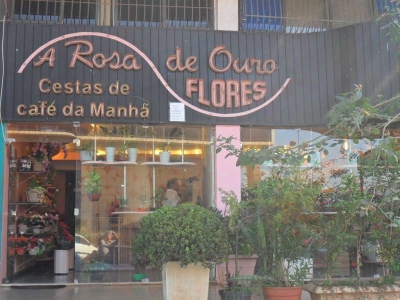 A Rosa de Ouro
FLORES
Cestas de
café da Manhã